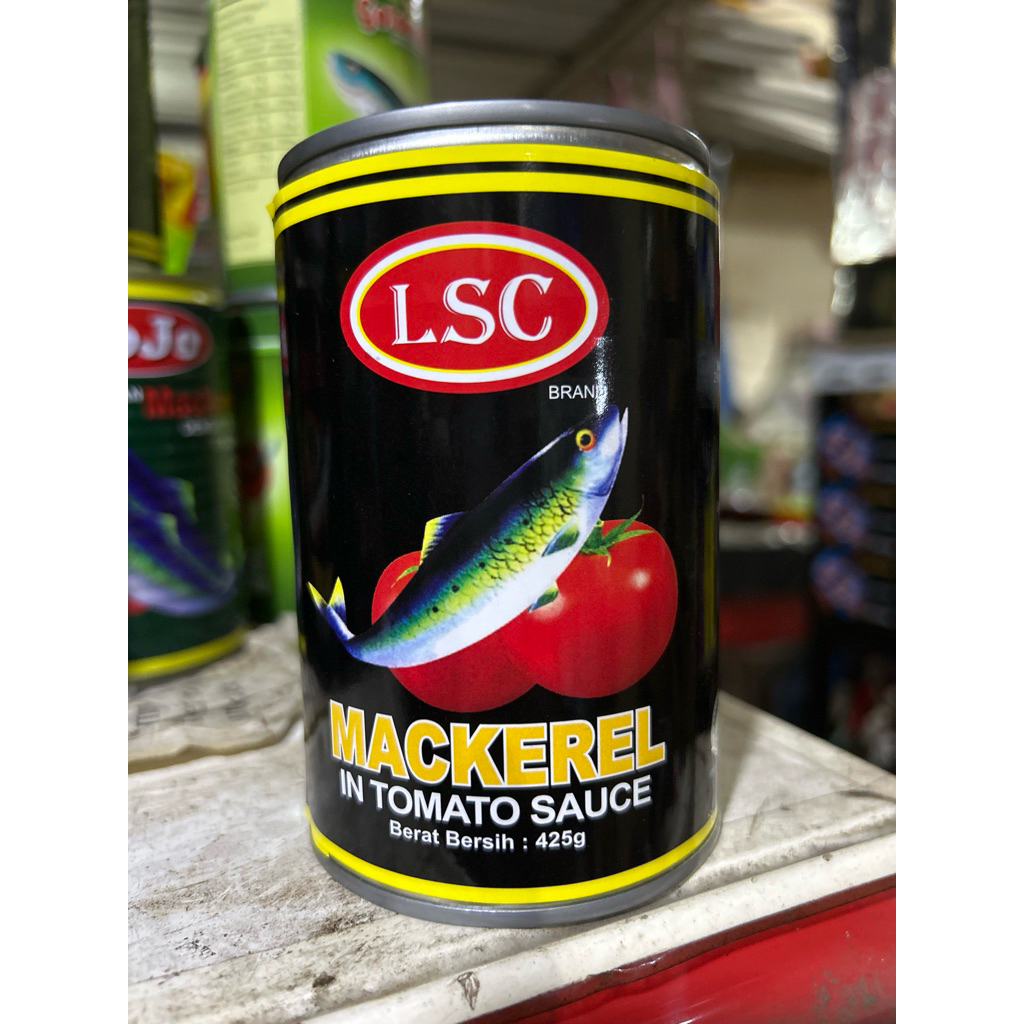 LSC
BRAND
MACKEREL
IN TOMATO SAUCE
Berat Bersih : 425g